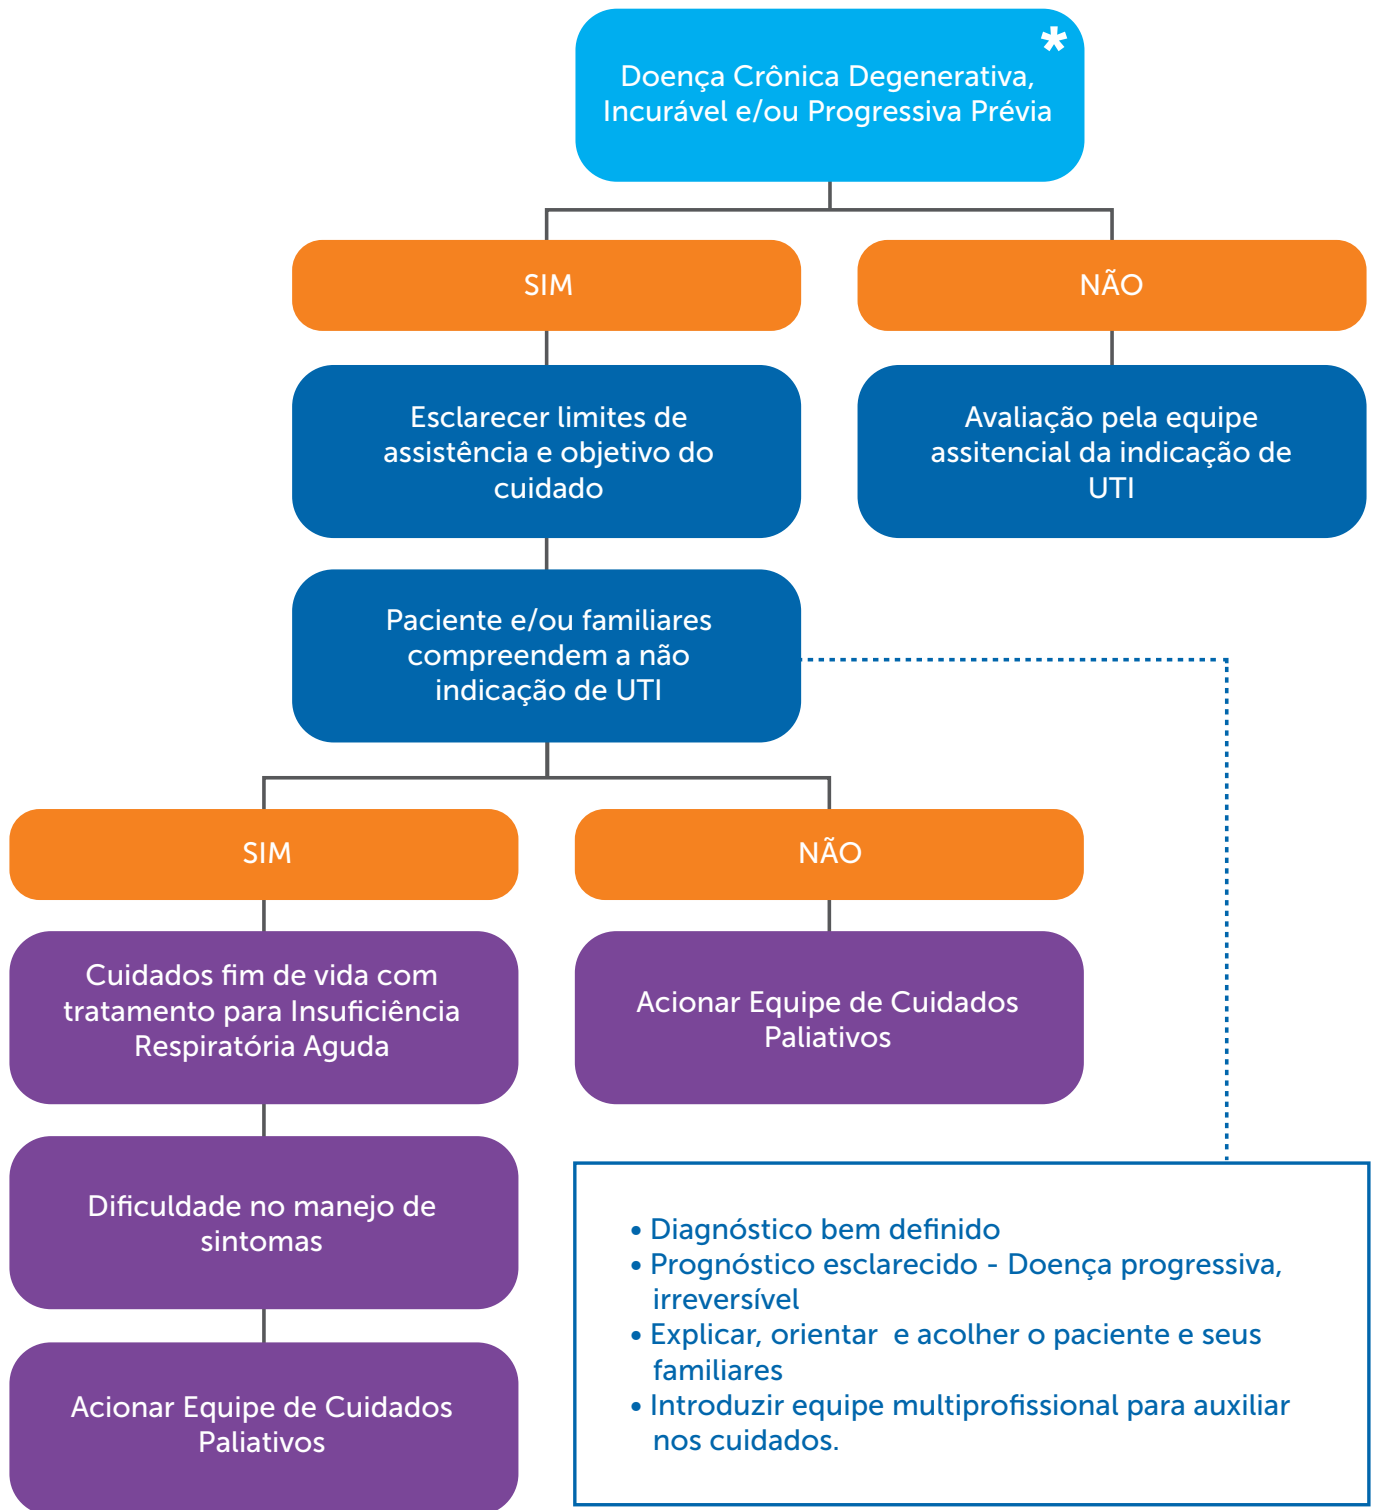 *
Doença Crônica Degenerativa,
Incurável e/ou Progressiva Prévia
SIM
NÃO
Esclarecer limites de
assistência e objetivo do
cuidado
Avaliação pela equipe
assitencial da indicação de
UTI
Paciente e/ou familiares
compreendem a não
indicação de UTI
SIM
NÃO
Cuidados fim de vida com
tratamento para Insuficiência
Respiratória Aguda
Acionar Equipe de Cuidados
Paliativos
Dificuldade no manejo de
sintomas
Acionar Equipe de Cuidados
Paliativos
• Diagnóstico bem definido
• Prognóstico esclarecido - Doença progressiva,
irreversível
• Explicar, orientar  e acolher o paciente e seus
familiares
• Introduzir equipe multiprofissional para auxiliar
nos cuidados.